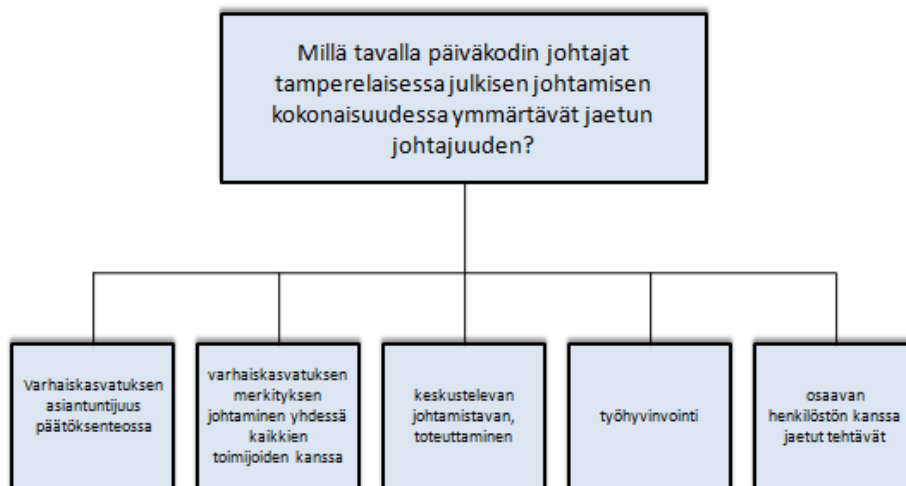 Millä tavalla päiväkodin johtajat
tamperelaisessa julkisen johtamisen
kokonaisuudessa ymmärtävät jaetun
johtajuuden?
Varhaiskasvatuksen
asiantuntijuus
päätöksenteossa
varhaiskasvatuksen
merkityksen
johtaminen yhdessä
kaikkien
toimijoiden kanssa
keskustelevan
johtamistavan,
toteuttaminen
työhyvinvointi
osaavan
henkilöstön kanssa
jaetut tehtävät